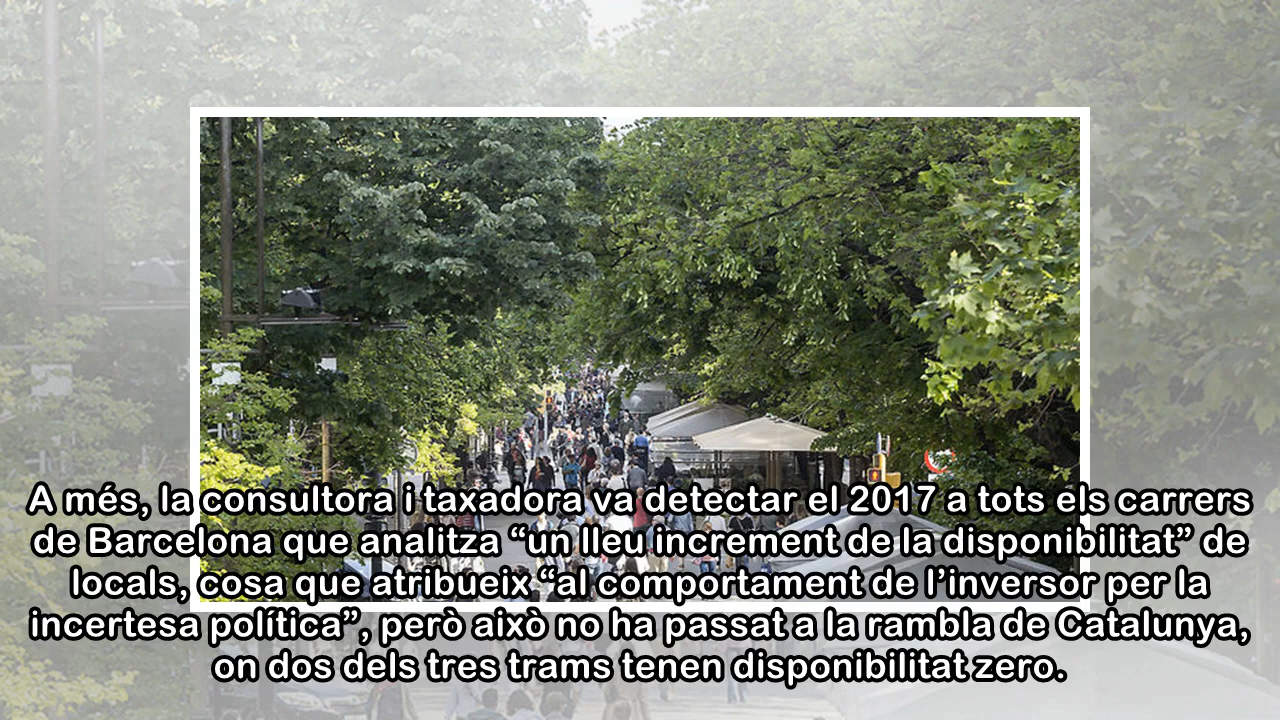 A més, la consultora i taxadora va detectar el 2017 a tots els carrers
de Barcelona que analitza “un lleu increment de la disponibilitat” de
locals, cosa que atribueix “al comportament de l’inversor per la
incertesa política”, però això no ha passat a la rambla de Catalunya,
on dos dels tres trams tenen disponibilitat zero.